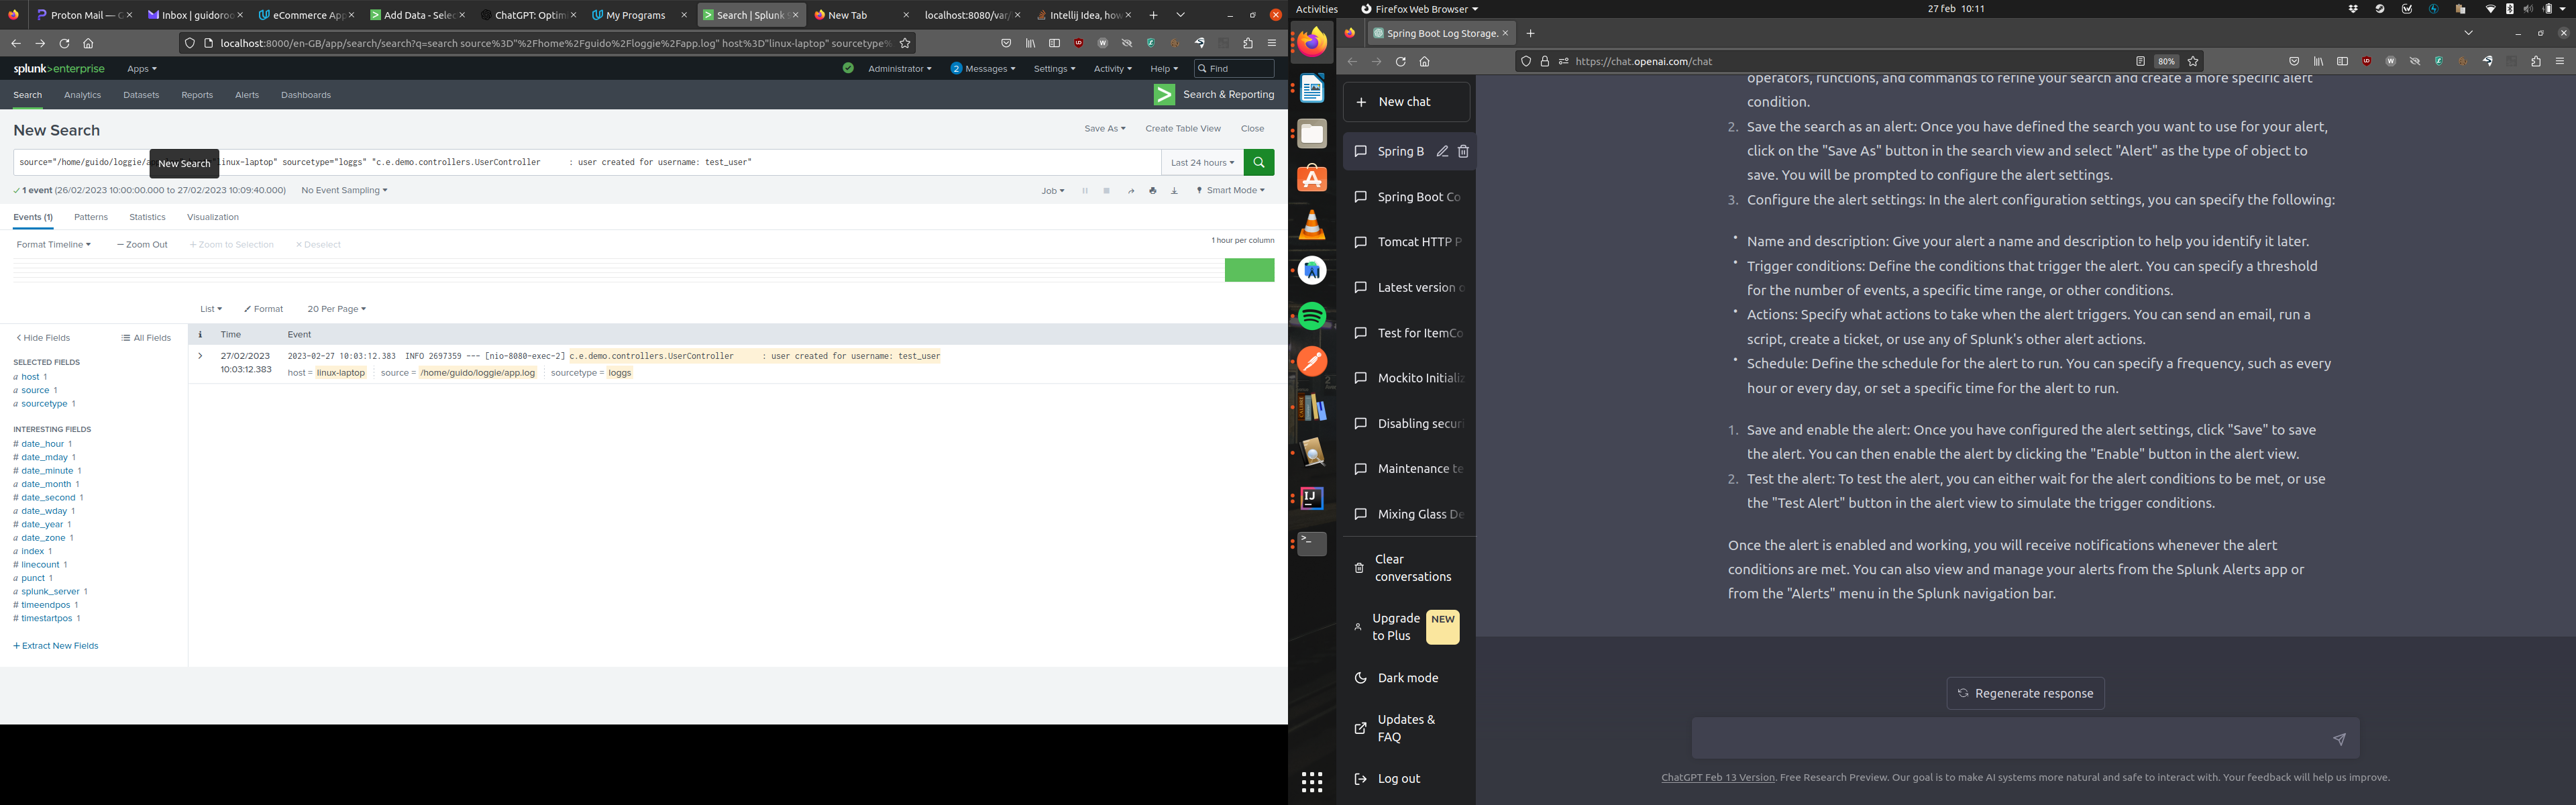 Proton Mail — G
Inbox | guidoroo
eCommerce App
Add Data - Selec
ChatGPT: Optimi
My Programs
Search | Splunk
New Tab
localhost:8080/var/
Intellij Idea, how
localhost:8000/en-GB/app/search/search?q=search source%3D"%2Fhome%2Fguido%2Floggie%2Fapp.log" host%3D"linux-laptop" sourcetype%
splunk>enterprise
Apps
Administrator
2 Messages
Settings
Activity
Help
Find
Search
Analytics
Datasets
Reports
Alerts
Dashboards
Search & Reporting
New Search
Save As
Create Table View
Close
source="/home/guido/loggie/a
New Search
linux-laptop" sourcetype="loggs" "c.e.demo.controllers.UserController : user created for username: test_user"
Last 24 hours
1 event (26/02/2023 10:00:00.000 to 27/02/2023 10:09:40.000)
No Event Sampling
Job
Smart Mode
Events (1)
Patterns
Statistics
Visualization
Format Timeline
— Zoom Out
+ Zoom to Selection
× Deselect
1 hour per column
List
Format
20 Per Page
< Hide Fields
All Fields
i
Time
Event
SELECTED FIELDS
a host 1
a source 1
a sourcetype 1
27/02/2023
10:03:12.383
2023-02-27 10:03:12.383 INFO 2697359 --- [nio-8080-exec-2] c.e.demo.controllers.UserController : user created for username: test_user
host = linux-laptop
source = /home/guido/loggie/app.log
sourcetype = loggs
INTERESTING FIELDS
# date_hour 1
# date_mday 1
# date_minute 1
a date_month 1
# date_second 1
a date_wday 1
# date_year 1
a date_zone 1
a index 1
# linecount 1
a punct 1
a splunk_server 1
# timeendpos 1
# timestartpos 1
+ Extract New Fields
Activities
Firefox Web Browser
27 feb 10:11
Spring Boot Log Storage.
https://chat.openai.com/chat
80%
New chat
Spring B
Spring Boot Co
Tomcat HTTP P
Latest version o
Test for ItemCo
Mockito Initializ
Disabling securi
Maintenance te
Mixing Glass De
Clear
conversations
Upgrade
to Plus
NEW
Dark mode
Updates &
FAQ
Log out
operators, functions, and commands to refine your search and create a more specific alert
condition.
2. Save the search as an alert: Once you have defined the search you want to use for your alert,
click on the "Save As" button in the search view and select "Alert" as the type of object to
save. You will be prompted to configure the alert settings.
3. Configure the alert settings: In the alert configuration settings, you can specify the following:
• Name and description: Give your alert a name and description to help you identify it later.
• Trigger conditions: Define the conditions that trigger the alert. You can specify a threshold
for the number of events, a specific time range, or other conditions.
• Actions: Specify what actions to take when the alert triggers. You can send an email, run a
script, create a ticket, or use any of Splunk's other alert actions.
• Schedule: Define the schedule for the alert to run. You can specify a frequency, such as every
hour or every day, or set a specific time for the alert to run.
1. Save and enable the alert: Once you have configured the alert settings, click "Save" to save
the alert. You can then enable the alert by clicking the "Enable" button in the alert view.
2. Test the alert: To test the alert, you can either wait for the alert conditions to be met, or use
the "Test Alert" button in the alert view to simulate the trigger conditions.
Once the alert is enabled and working, you will receive notifications whenever the alert
conditions are met. You can also view and manage your alerts from the Splunk Alerts app or
from the "Alerts" menu in the Splunk navigation bar.
Regenerate response
ChatGPT Feb 13 Version. Free Research Preview. Our goal is to make AI systems more natural and safe to interact with. Your feedback will help us improve.